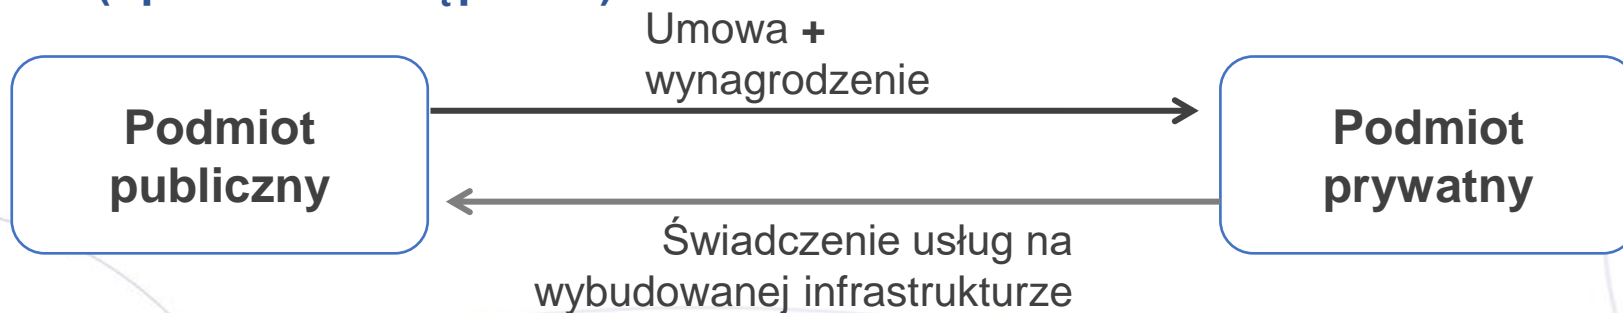 Umowa +
wynagrodzenie
Podmiot
publiczny
Podmiot
prywatny
Świadczenie usług na
wybudowanej infrastrukturze